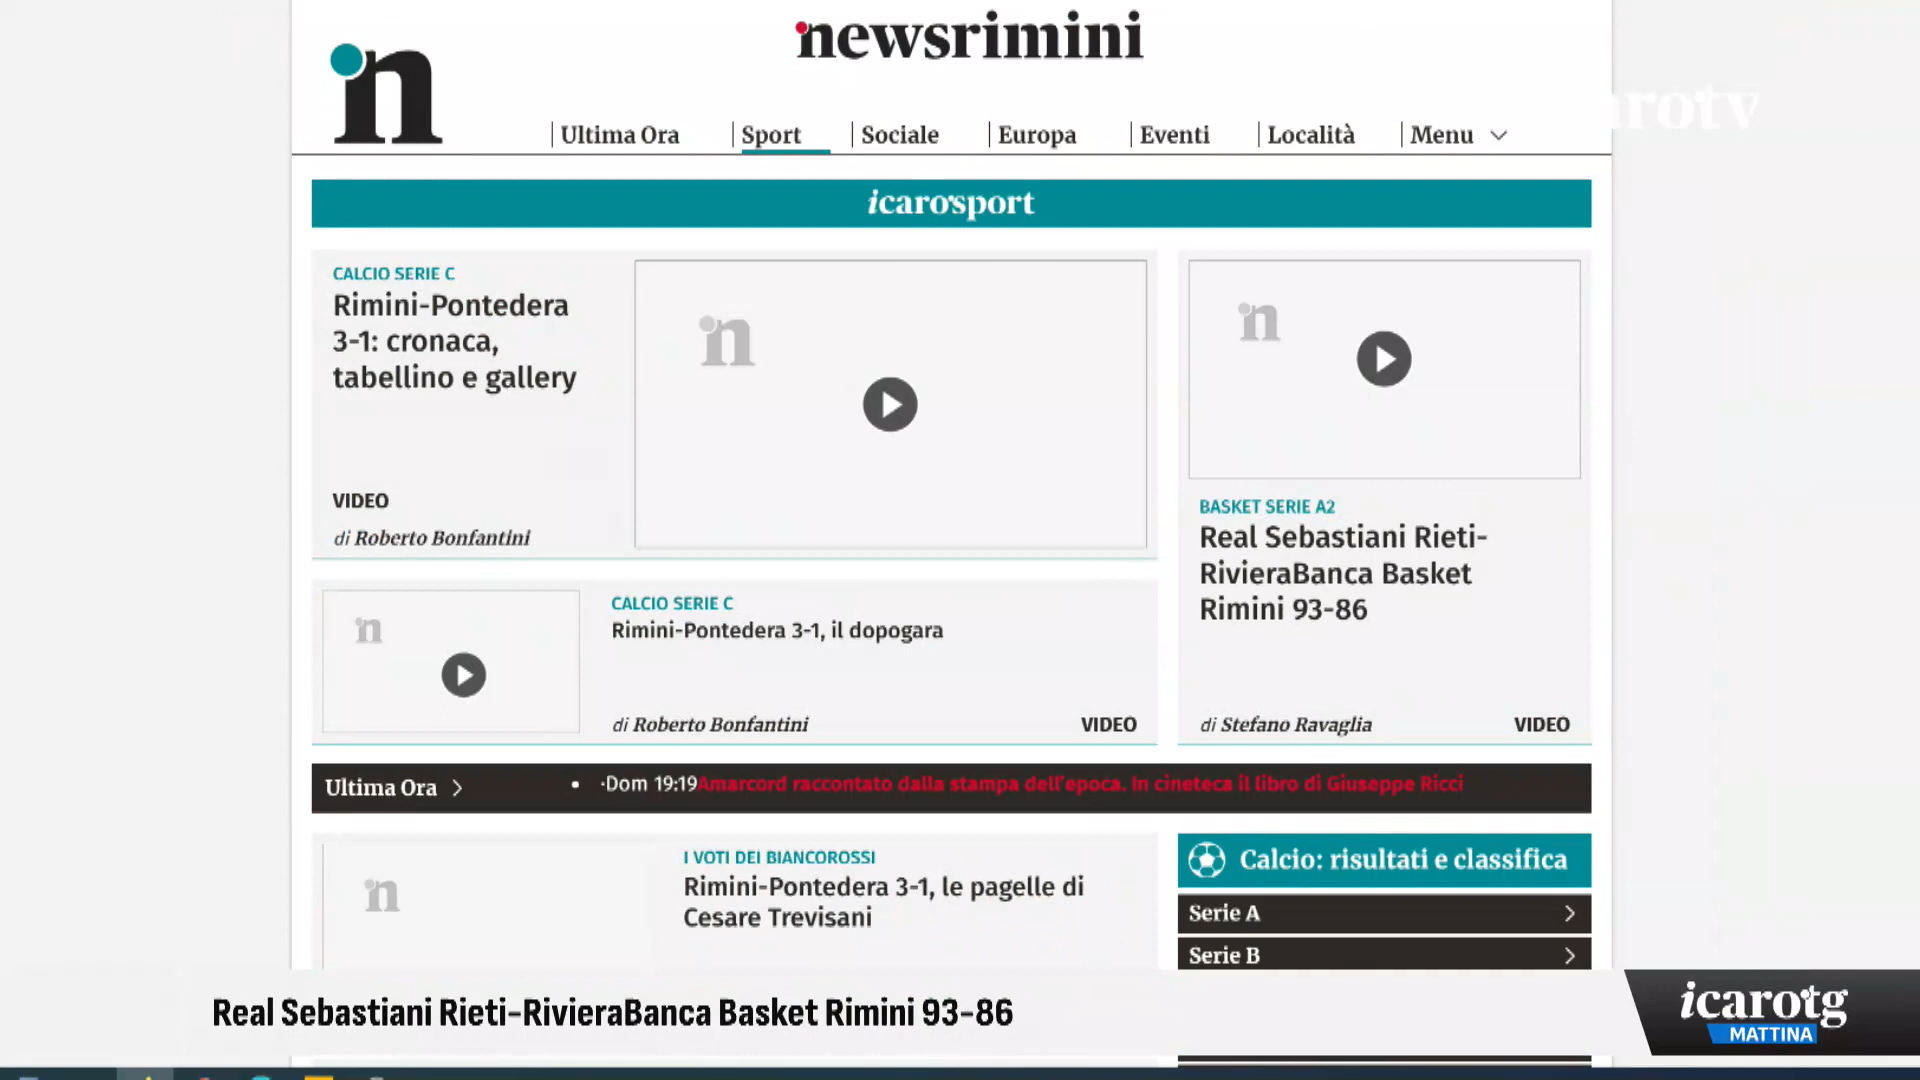 newsrimini
n
Ultima Ora
Sport
Sociale
Europa
Eventi
Località
Menu
icarosport
CALCIO SERIE C
Rimini-Pontedera
3-1: cronaca,
tabellino e gallery
VIDEO
di Roberto Bonfantini
n
n
BASKET SERIE A2
Real Sebastiani Rieti-
RivieraBanca Basket
Rimini 93-86
di Stefano Ravaglia
VIDEO
n
CALCIO SERIE C
Rimini-Pontedera 3-1, il dopogara
di Roberto Bonfantini
VIDEO
Ultima Ora
·Dom 19:19 Amarcord raccontato dalla stampa dell'epoca. In cineteca il libro di Giuseppe Ricci
n
I VOTI DEI BIANCOROSSI
Rimini-Pontedera 3-1, le pagelle di
Cesare Trevisani
Calcio: risultati e classifica
Serie A
Serie B
Real Sebastiani Rieti-RivieraBanca Basket Rimini 93-86
icarotg
MATTINA